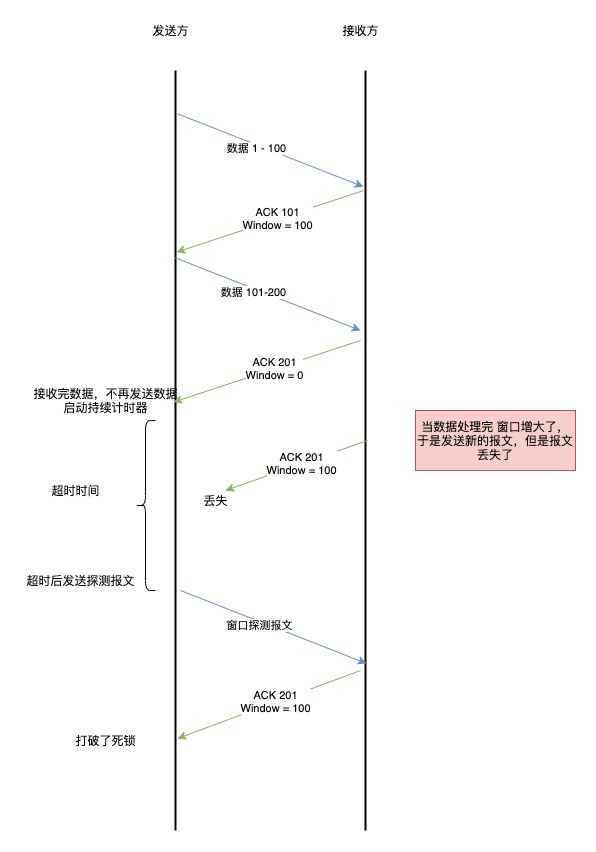 发送方
接收方
数据 1 - 100
ACK 101
Window = 100
数据 101-200
ACK 201
Window = 0
接收完数据，不再发送数据
启动持续计时器
当数据处理完 窗口增大了，
于是发送新的报文，但是报文
丢失了
ACK 201
Window = 100
超时时间
丢失
超时后发送探测报文
窗口探测报文
ACK 201
Window = 100
打破了死锁